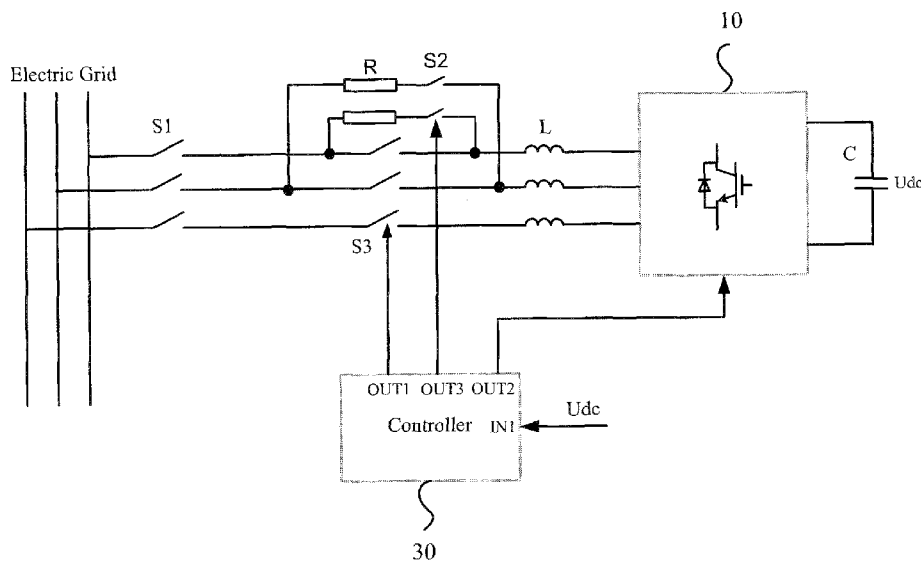 10
Electric Grid
R
S2
S1
L
C
Udc
S3
OUT1 OUT3 OUT2
Controller
IN1
Udc
30